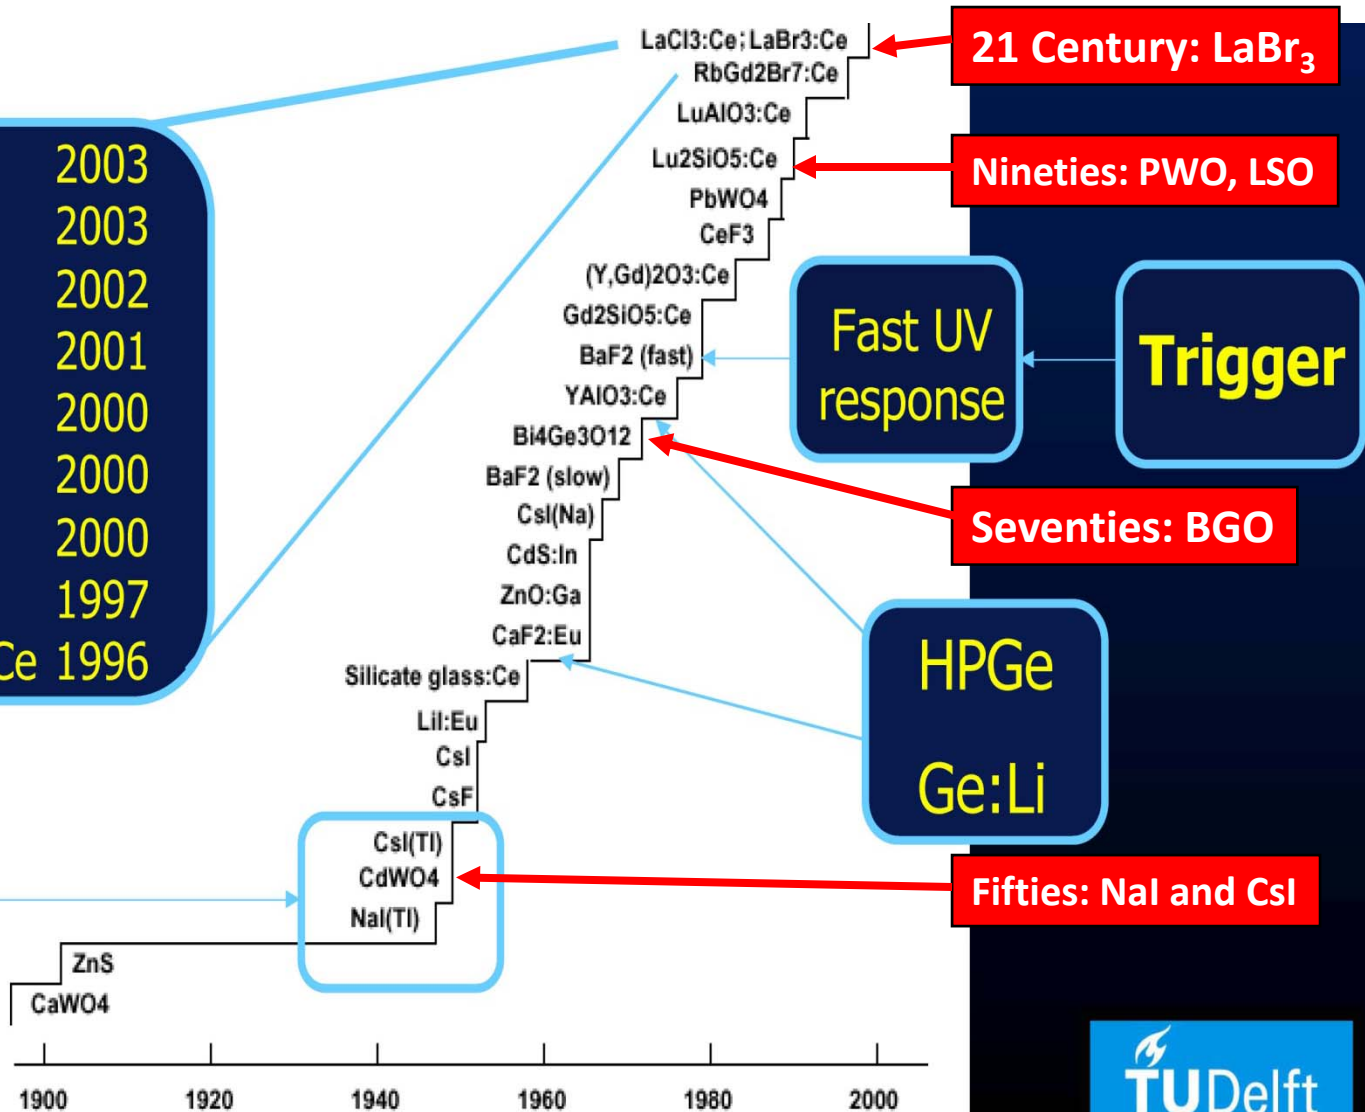 LaCl3:Ce; LaBr3:Ce
21 Century: LaBr₃
RbGd2Br7:Ce
LuAlO3:Ce
2003
2003
2002
2001
2000
2000
2000
1997
Ce 1996
Lu2SiO5:Ce
Nineties: PWO, LSO
PbWO4
CeF3
(Y,Gd)2O3:Ce
Gd2SiO5:Ce
BaF2 (fast)
Fast UV
response
Trigger
YAlO3:Ce
Bi4Ge3O12
BaF2 (slow)
CsI(Na)
Seventies: BGO
CdS:In
ZnO:Ga
CaF2:Eu
HPGe
Ge:Li
Silicate glass:Ce
LiI:Eu
CsI
CsF
CsI(Tl)
CdWO4
Fifties: NaI and CsI
NaI(Tl)
ZnS
CaWO4
1900 1920 1940 1960 1980 2000
TUDelft